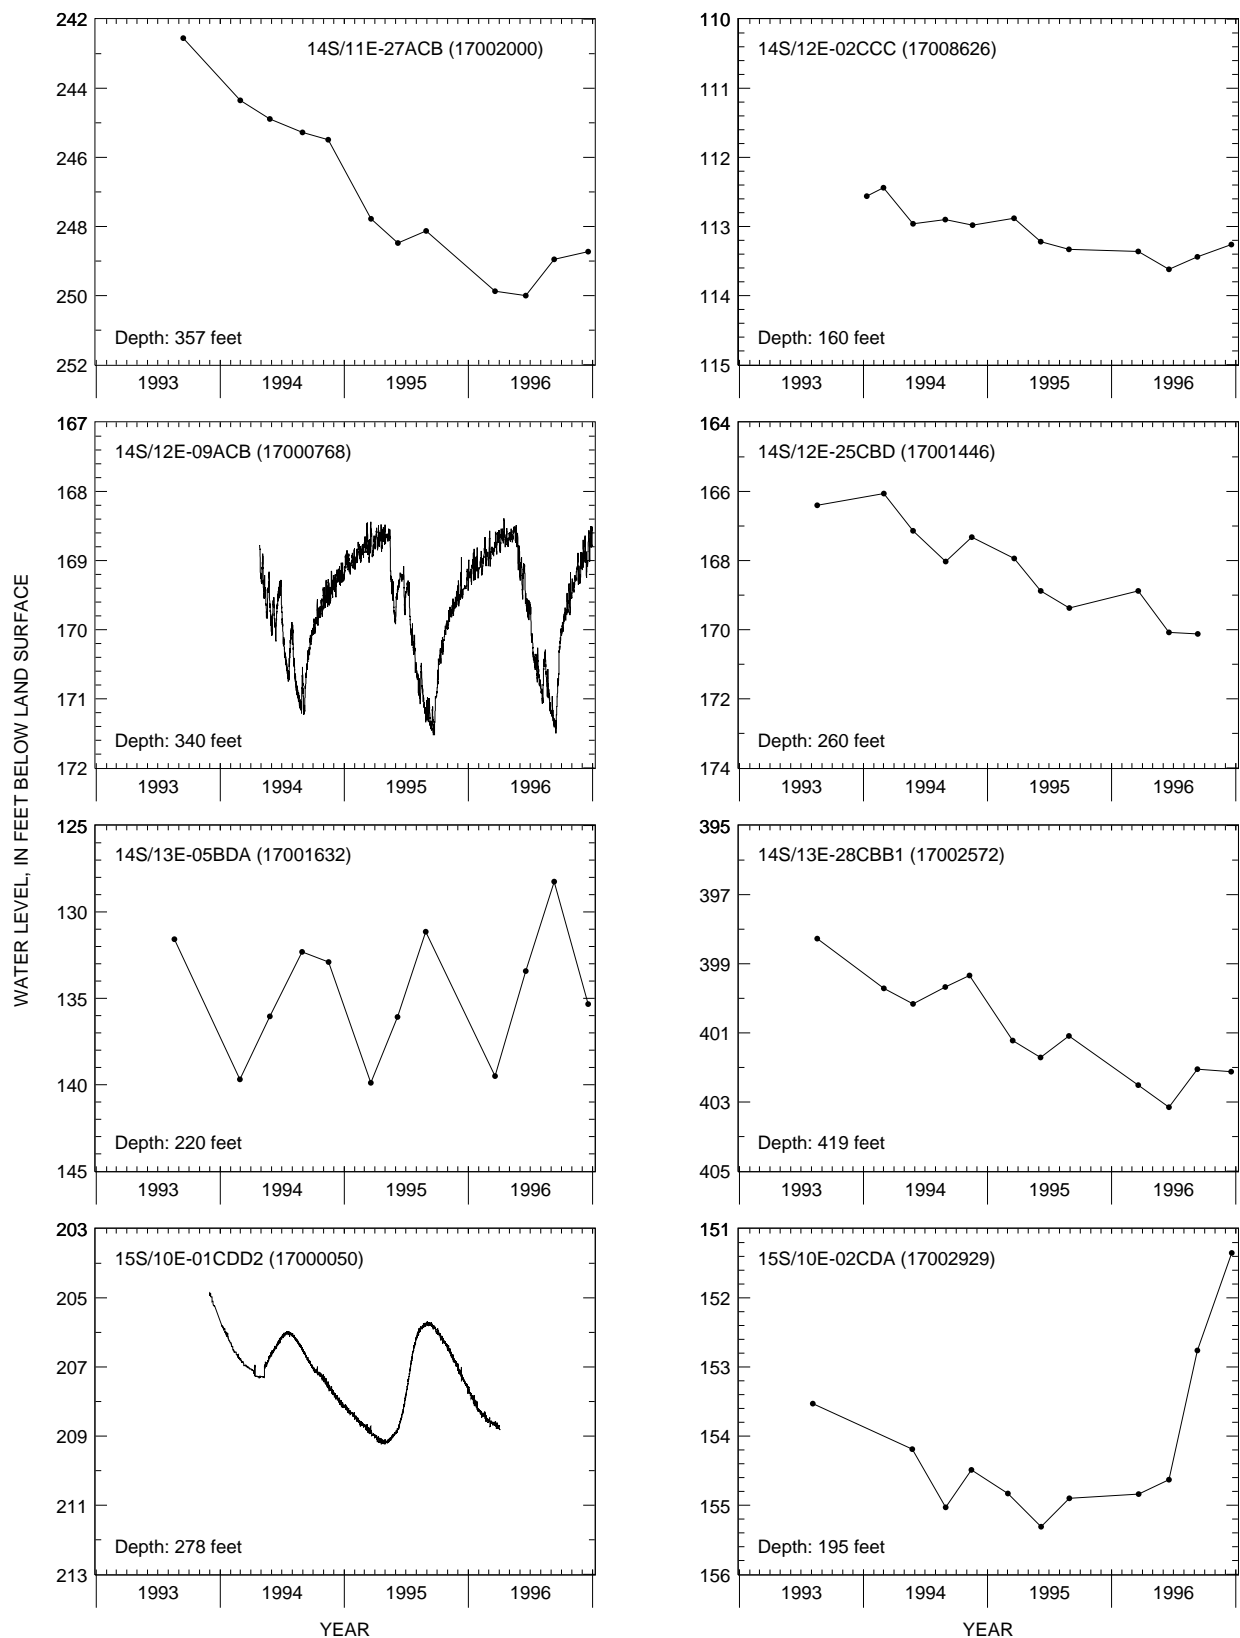 WATER LEVEL, IN FEET BELOW LAND SURFACE
14S/11E-27ACB (17002000)
242
244
246
248
250
252
Depth: 357 feet
1993 1994 1995 1996
14S/12E-02CCC (17008626)
110
111
112
113
114
115
Depth: 160 feet
1993 1994 1995 1996
14S/12E-09ACB (17000768)
167
168
169
170
171
172
Depth: 340 feet
1993 1994 1995 1996
14S/12E-25CBD (17001446)
164
166
168
170
172
174
Depth: 260 feet
1993 1994 1995 1996
14S/13E-05BDA (17001632)
125
130
135
140
145
Depth: 220 feet
1993 1994 1995 1996
14S/13E-28CBB1 (17002572)
395
397
399
401
403
405
Depth: 419 feet
1993 1994 1995 1996
15S/10E-01CDD2 (17000050)
203
205
207
209
211
213
Depth: 278 feet
1993 1994 1995 1996
YEAR
15S/10E-02CDA (17002929)
151
152
153
154
155
156
Depth: 195 feet
1993 1994 1995 1996
YEAR